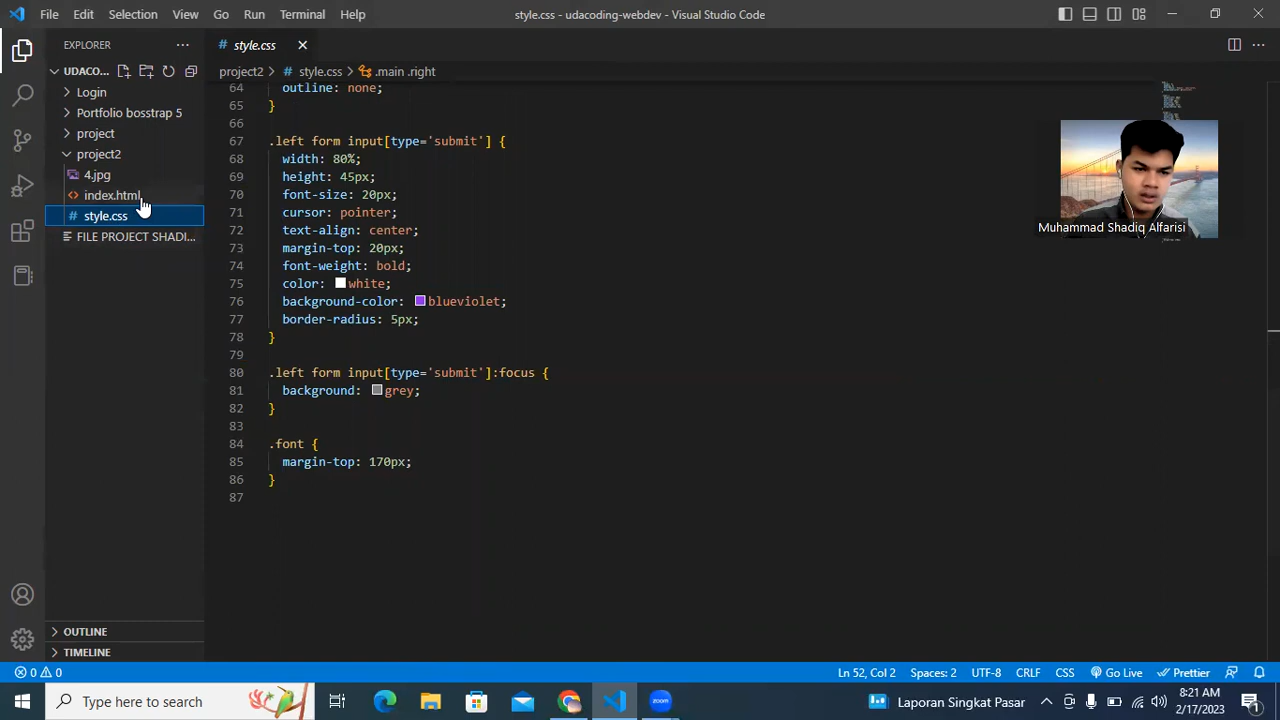 File Edit Selection View Go Run Terminal Help
style.css - udacoding-webdev - Visual Studio Code
EXPLORER
UDACO...
Login
Portfolio bosstrap 5
project
project2
4.jpg
index.html
style.css
FILE PROJECT SHADI...
OUTLINE
TIMELINE
# style.css
project2 > # style.css > .main .right
64 outline: none;
65 }
66
67 .left form input[type='submit'] {
68 width: 80%;
69 height: 45px;
70 font-size: 20px;
71 cursor: pointer;
72 text-align: center;
73 margin-top: 20px;
74 font-weight: bold;
75 color: white;
76 background-color: blueviolet;
77 border-radius: 5px;
78 }
79
80 .left form input[type='submit']:focus {
81 background: grey;
82 }
83
84 .font {
85 margin-top: 170px;
86 }
87
Muhammad Shadiq Alfarisi
0 0
Ln 52, Col 2 Spaces: 2 UTF-8 CRLF CSS Go Live Prettier
Type here to search
zoom
Laporan Singkat Pasar
8:21 AM
2/17/2023
1